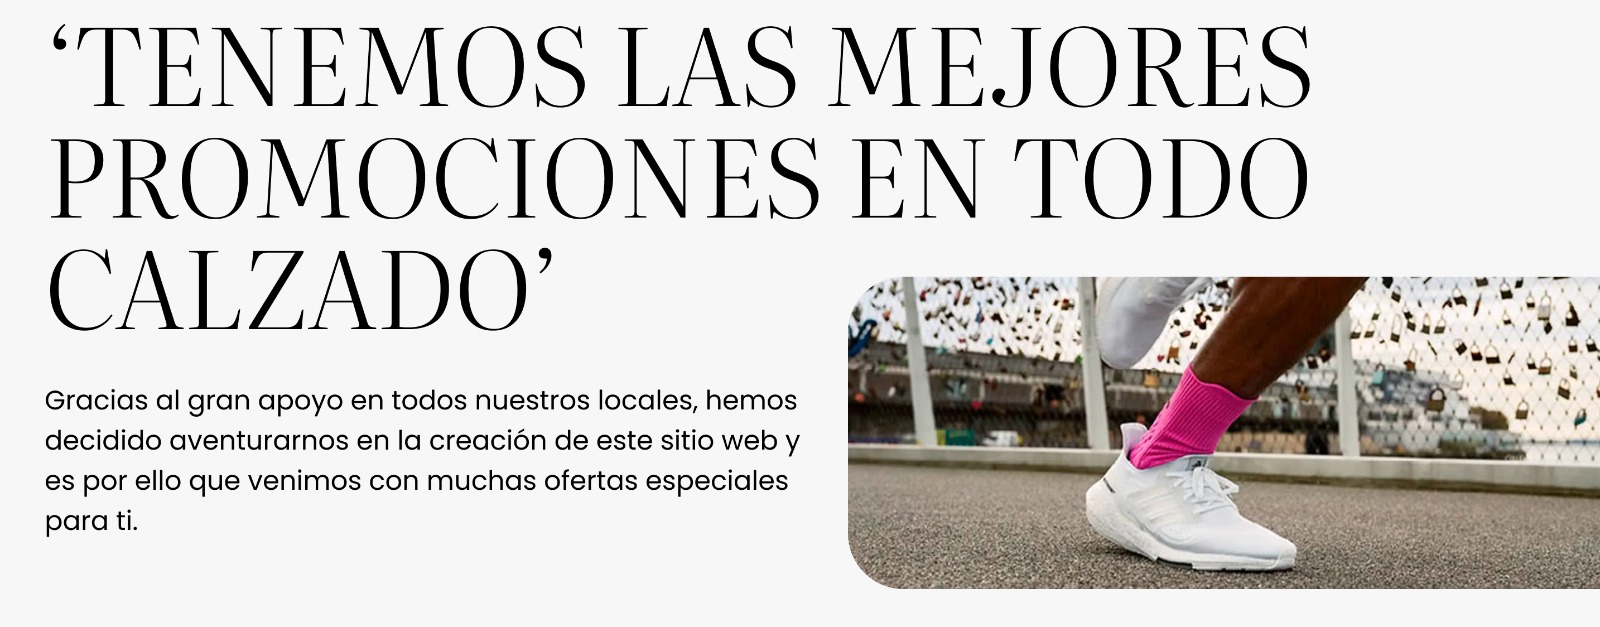 ‘TENEMOS LAS MEJORES
PROMOCIONES EN TODO
CALZADO’
Gracias al gran apoyo en todos nuestros locales, hemos
decidido aventurarnos en la creación de este sitio web y
es por ello que venimos con muchas ofertas especiales
para ti.